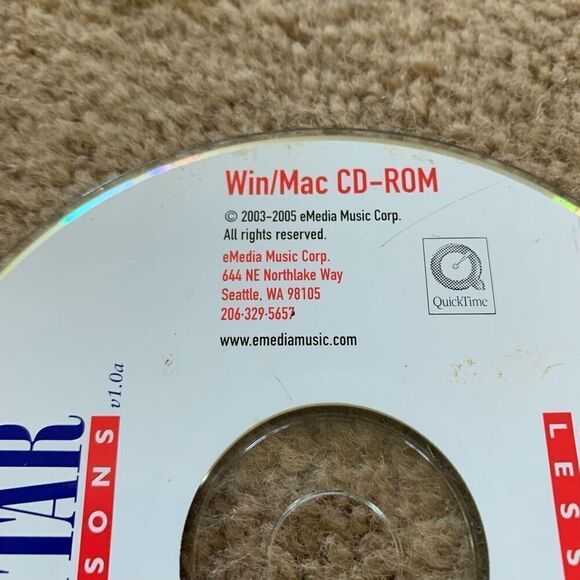 Win/Mac CD-ROM
© 2003-2005 eMedia Music Corp.
All rights reserved.
eMedia Music Corp.
644 NE Northlake Way
Seattle, WA 98105
206·329·5657
www.emediamusic.com
QuickTime
v1.0a
TAR
SONS
LESS